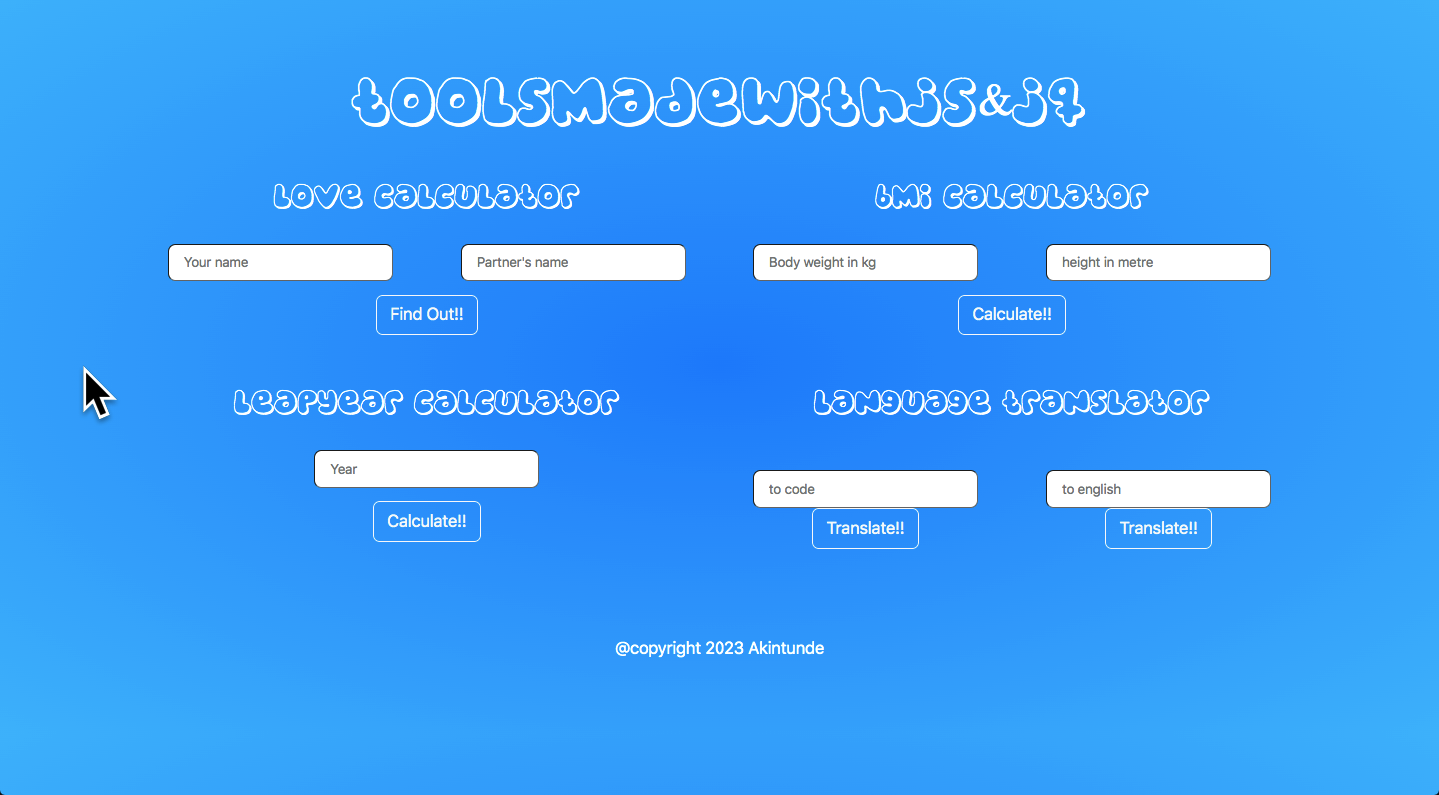 toolsmadewithjs&jq
Love Calculator
Your name
Partner's name
Find Out!!
bmi Calculator
Body weight in kg
height in metre
Calculate!!
Leapyear Calculator
Year
Calculate!!
Language translator
to code
to english
Translate!!
Translate!!
@copyright 2023 Akintunde